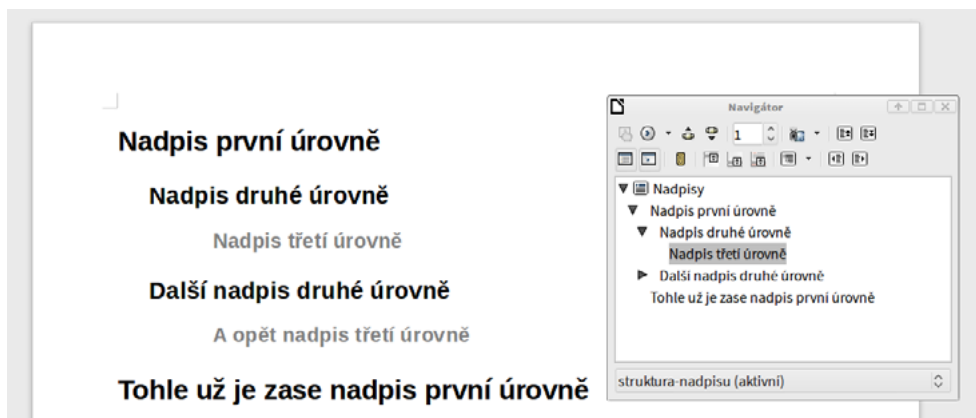 Nadpis první úrovně
Nadpis druhé úrovně
Nadpis třetí úrovně
Další nadpis druhé úrovně
A opět nadpis třetí úrovně
Tohle už je zase nadpis první úrovně
Navigátor
1
Nadpisy
Nadpis první úrovně
Nadpis druhé úrovně
Nadpis třetí úrovně
Další nadpis druhé úrovně
Tohle už je zase nadpis první úrovně
struktura-nadpisu (aktivní)